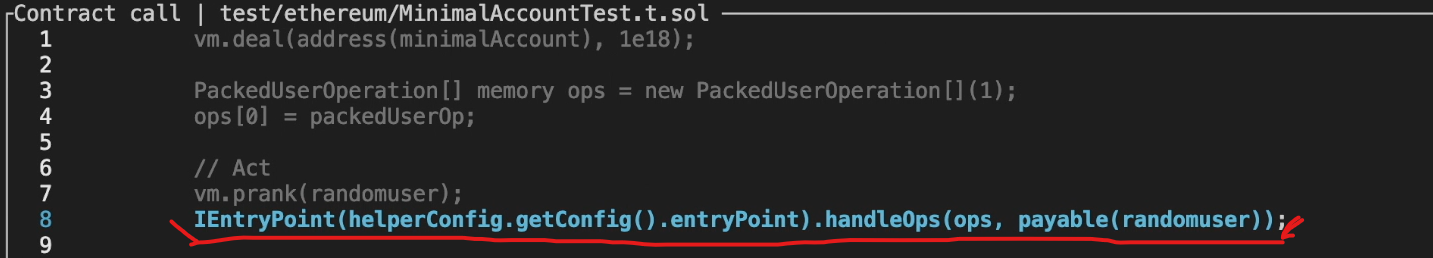 Contract call | test/ethereum/MinimalAccountTest.t.sol
1 vm.deal(address(minimalAccount), 1e18);
2
3 PackedUserOperation[] memory ops = new PackedUserOperation[](1);
4 ops[0] = packedUserOp;
5
6 // Act
7 vm.prank(randomuser);
8 IEntryPoint(helperConfig.getConfig().entryPoint).handleOps(ops, payable(randomuser));
9